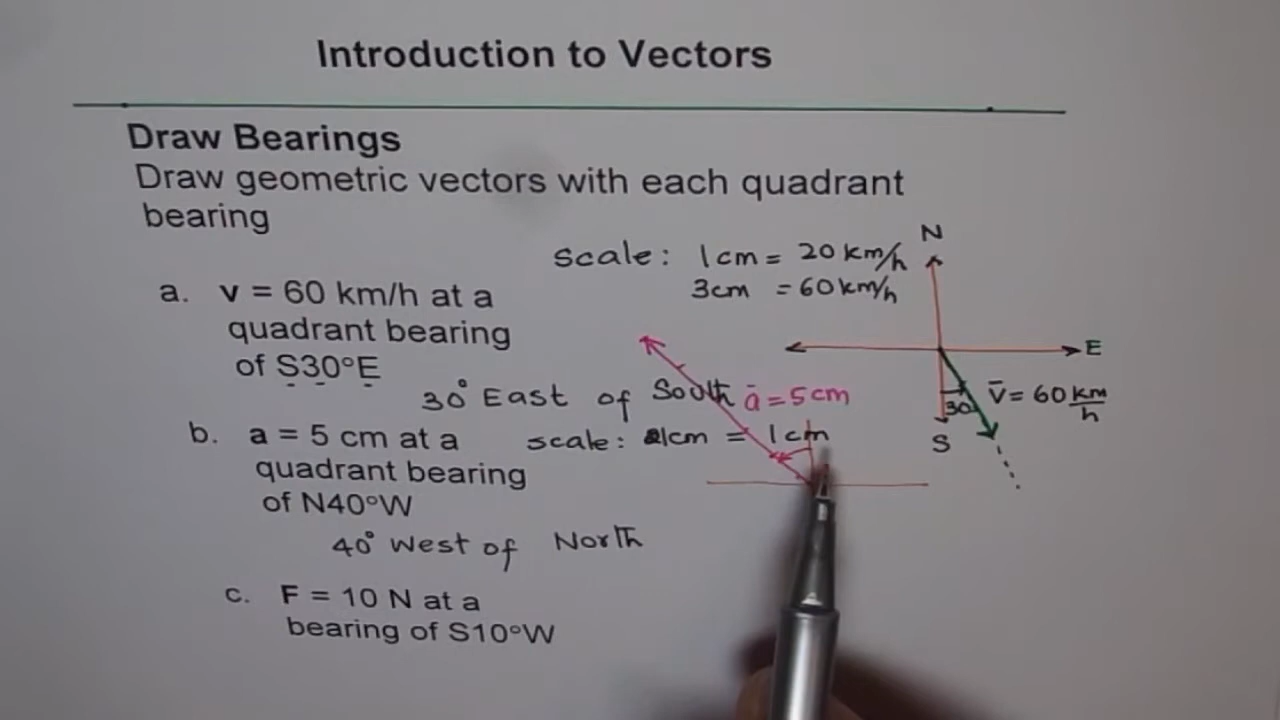 Introduction to Vectors
Draw Bearings
Draw geometric vectors with each quadrant
bearing
scale: 1cm = 20 km/h
3cm = 60 km/h
a. v = 60 km/h at a
quadrant bearing
of S30°E
30° East of South
b. a = 5 cm at a
quadrant bearing
of N40°W
scale: 1cm = 1cm
40° West of North
c. F = 10 N at a
bearing of S10°W
a̅ = 5cm
N
E
30
v̅ = 60 km/h
S